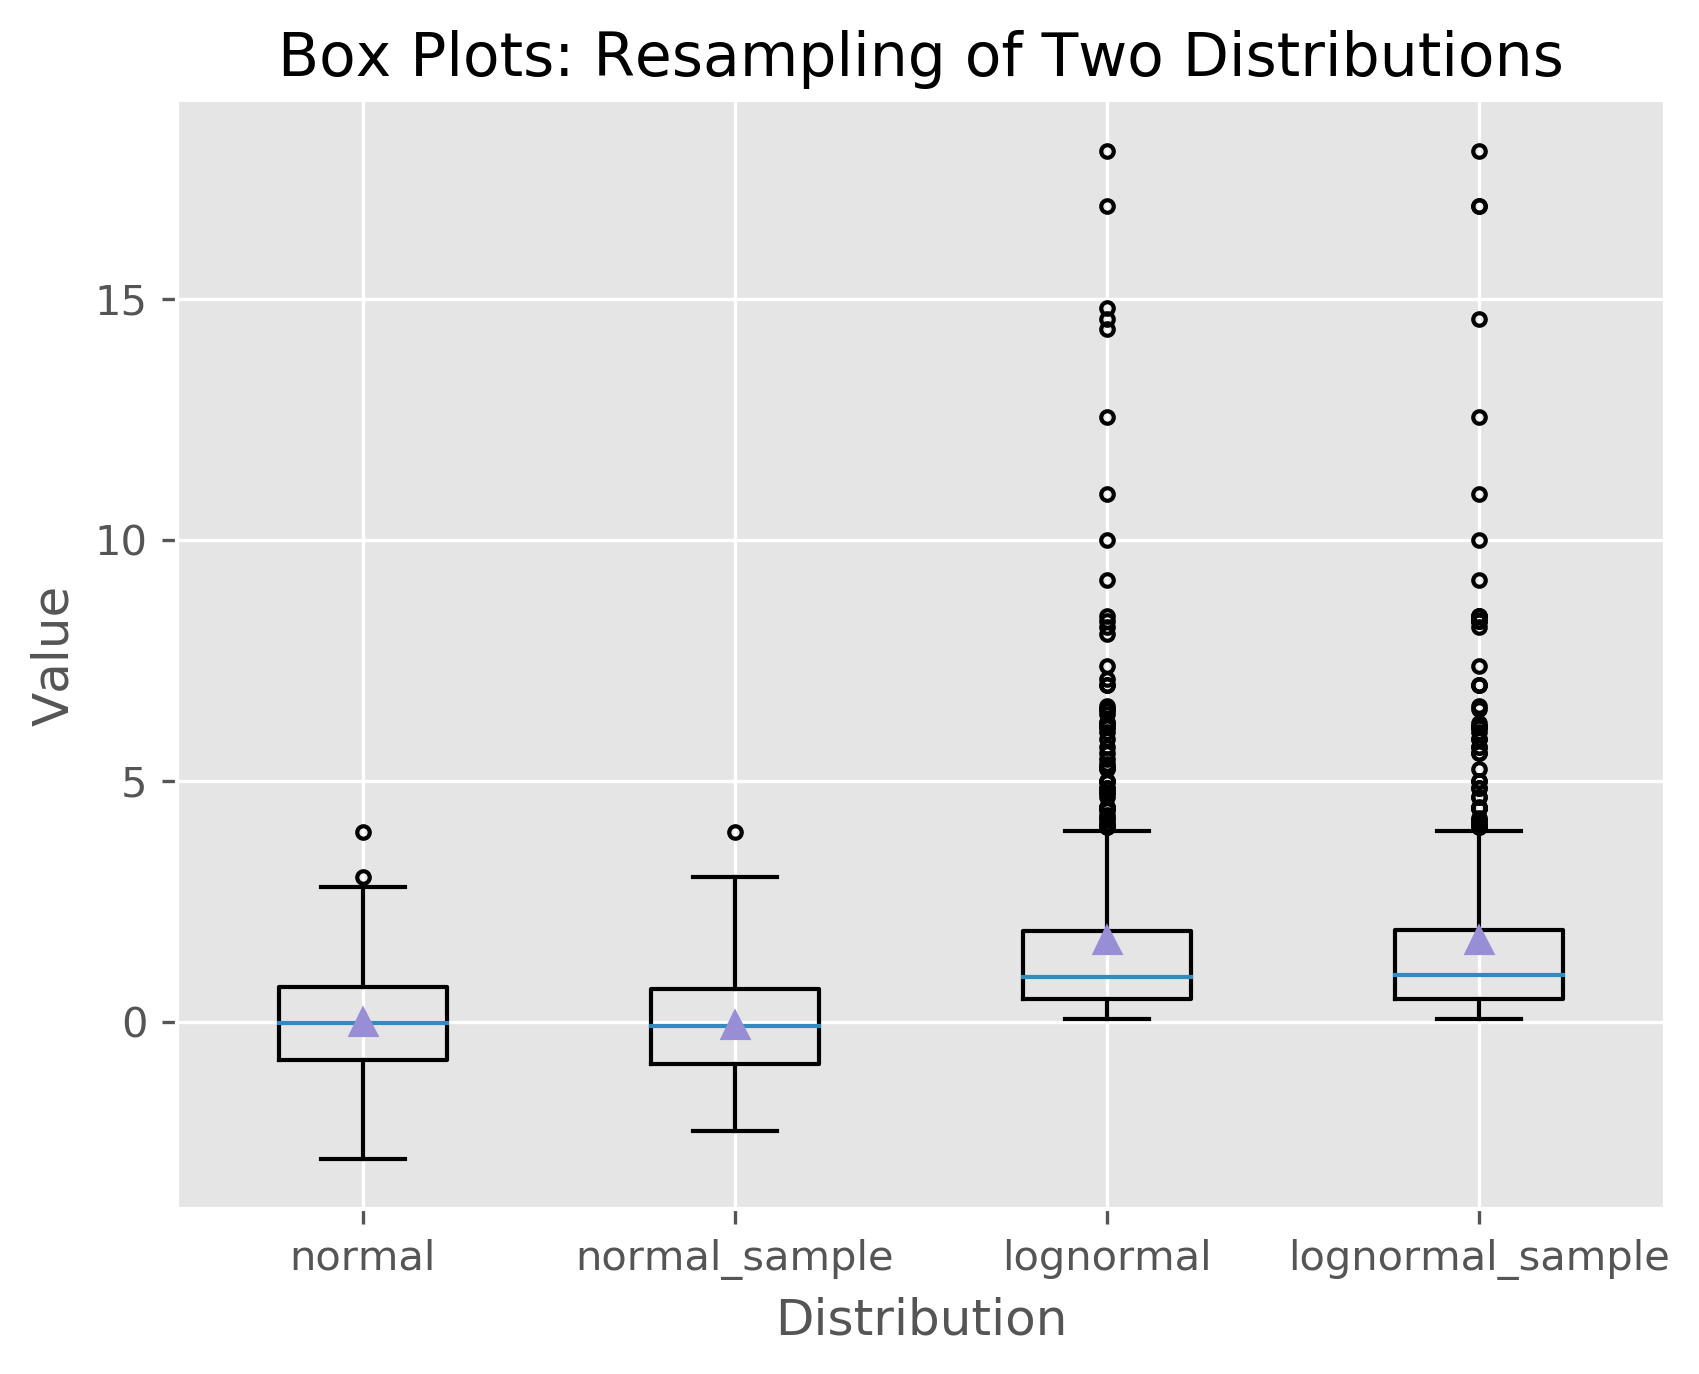 Box Plots: Resampling of Two Distributions
15
10
5
0
Value
normal
normal_sample
lognormal
lognormal_sample
Distribution